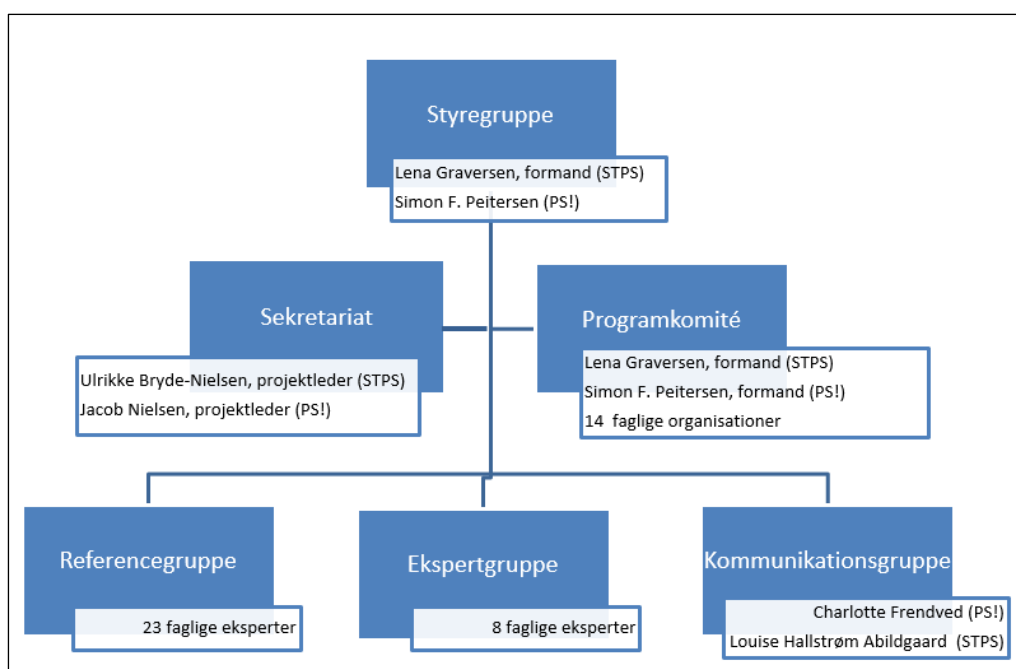 Styregruppe
Lena Graversen, formand (STPS)
Simon F. Peitersen (PS!)
Sekretariat
Ulrikke Bryde-Nielsen, projektleder (STPS)
Jacob Nielsen, projektleder (PS!)
Programkomité
Lena Graversen, formand (STPS)
Simon F. Peitersen, formand (PS!)
14  faglige organisationer
Referencegruppe
23 faglige eksperter
Ekspertgruppe
8 faglige eksperter
Kommunikationsgruppe
Charlotte Frendved (PS!)
Louise Hallstrøm Abildgaard  (STPS)